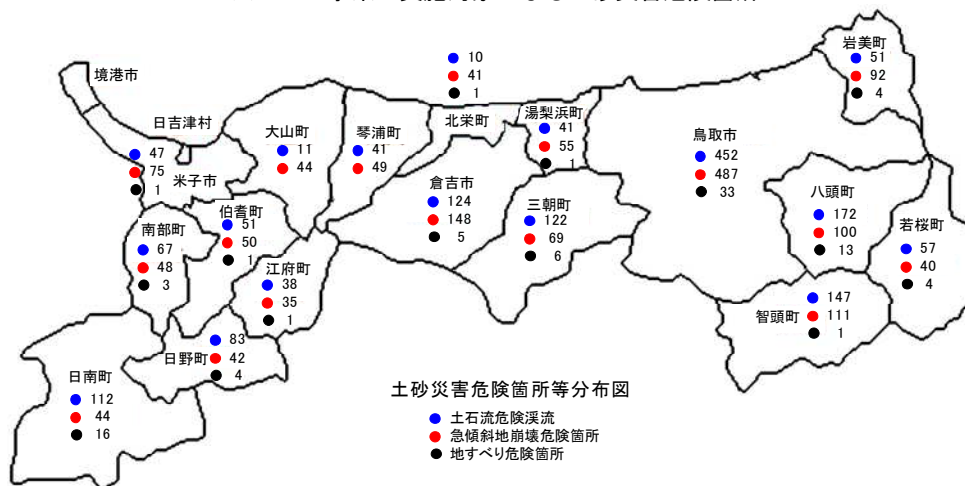 岩美町
51
92
4
10
41
1
境港市
日吉津村
大山町
11
44
琴浦町
41
49
北栄町
湯梨浜町
41
55
1
鳥取市
452
487
33
47
75
1
米子市
倉吉市
124
148
5
三朝町
122
69
6
八頭町
172
100
13
若桜町
57
40
4
伯耆町
51
50
1
南部町
67
48
3
江府町
38
35
1
智頭町
147
111
1
日野町
83
42
4
日南町
112
44
16
土砂災害危険箇所等分布図
土石流危険渓流
急傾斜地崩壊危険箇所
地すべり危険箇所